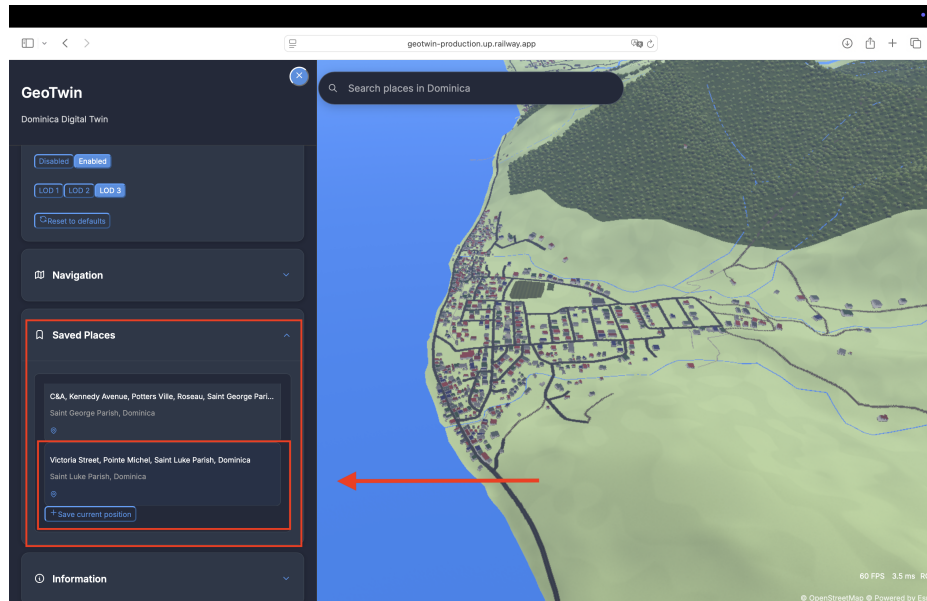 geotwin-production.up.railway.app
GeoTwin
Dominica Digital Twin
Search places in Dominica
Disabled Enabled
LOD 1 LOD 2 LOD 3
Reset to defaults
Navigation
Saved Places
C&A, Kennedy Avenue, Potters Ville, Roseau, Saint George Pari...
Saint George Parish, Dominica
Victoria Street, Pointe Michel, Saint Luke Parish, Dominica
Saint Luke Parish, Dominica
Save current position
Information
60 FPS 3.5 ms
© OpenStreetMap © Powered by